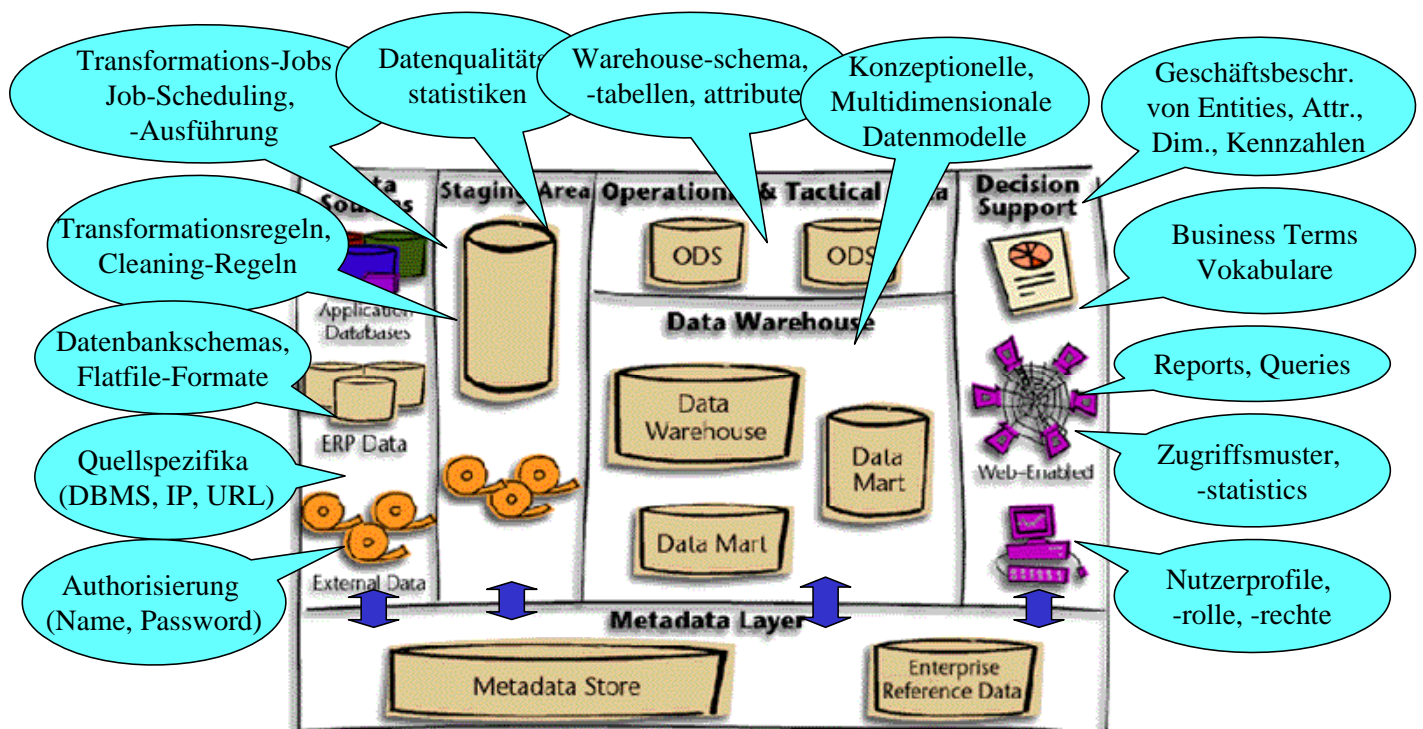 Transformations-Jobs
Job-Scheduling,
-Ausführung
Datenqualitäts
statistiken
Warehouse-schema,
-tabellen, attribute
Konzeptionelle,
Multidimensionale
Datenmodelle
Geschäftsbeschr.
von Entities, Attr.,
Dim., Kennzahlen
Sources
Staging Area
& Tactical
Decision
Support
Transformationsregeln,
Cleaning-Regeln
ODS
ODS
Business Terms
Vokabulare
Application
Databases
Data Warehouse
Datenbankschemas,
Flatfile-Formate
Reports, Queries
Data
Warehouse
ERP Data
Data
Mart
Quellspezifika
(DBMS, IP, URL)
Web-Enabled
Zugriffsmuster,
-statistics
Data Mart
External Data
Authorisierung
(Name, Password)
Nutzerprofile,
-rolle, -rechte
Metadata Layer
Metadata Store
Enterprise
Reference Data